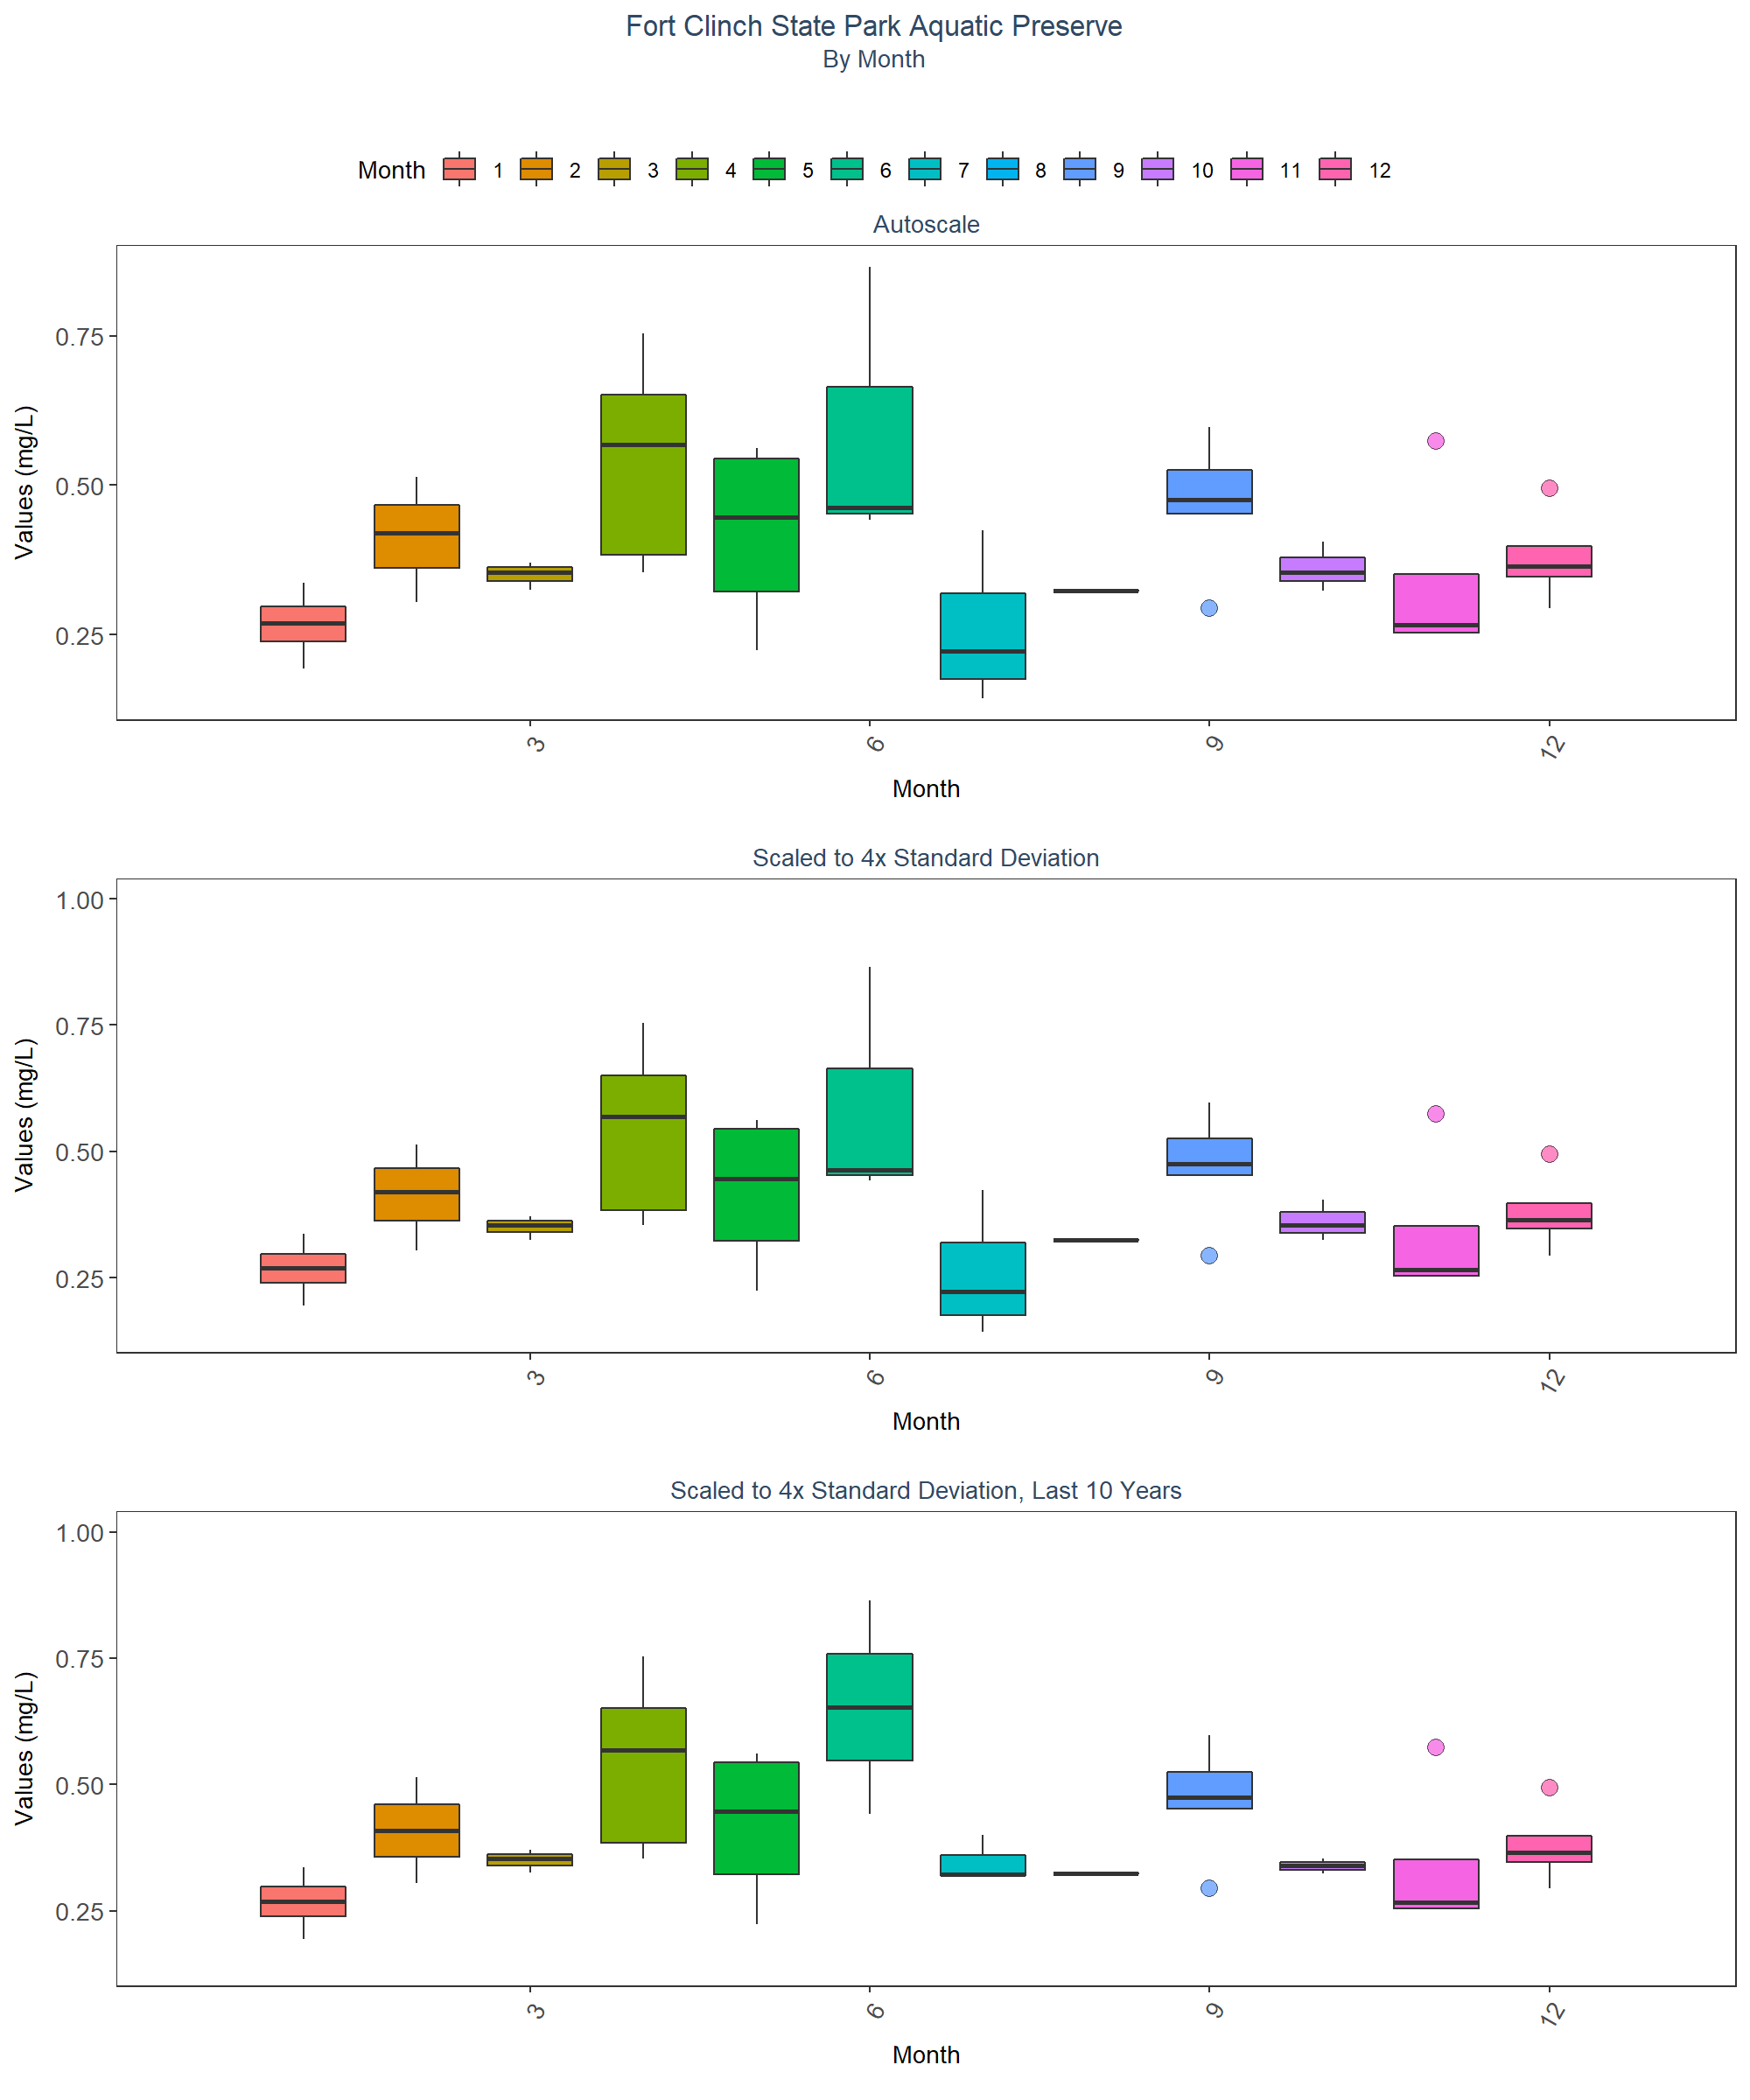 Fort Clinch State Park Aquatic Preserve
By Month
Month 1 2 3 4 5 6 7 8 9 10 11 12
Autoscale
Values (mg/L)
0.75
0.50
0.25
3 6 9 12
Month
Scaled to 4x Standard Deviation
Values (mg/L)
1.00
0.75
0.50
0.25
3 6 9 12
Month
Scaled to 4x Standard Deviation, Last 10 Years
Values (mg/L)
1.00
0.75
0.50
0.25
3 6 9 12
Month